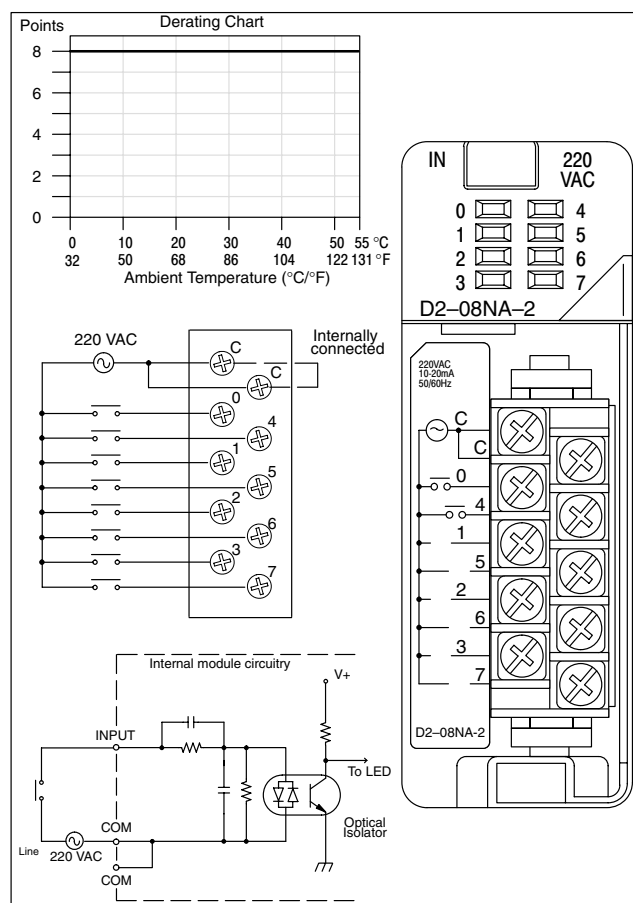 Points
Derating Chart
8
6
4
2
0
0 10 20 30 40 50 55 °C
32 50 68 86 104 122 131 °F
Ambient Temperature (°C/°F)
220 VAC
Internally
connected
C
C
0
4
1
5
2
6
3
7
Internal module circuitry
V+
INPUT
To LED
COM
Optical
Isolator
Line
220 VAC
COM
IN
220
VAC
0 4
1 5
2 6
3 7
D2–08NA–2
220VAC
10-20mA
50/60Hz
C
C
0
4
1
5
2
6
3
7
D2–08NA-2